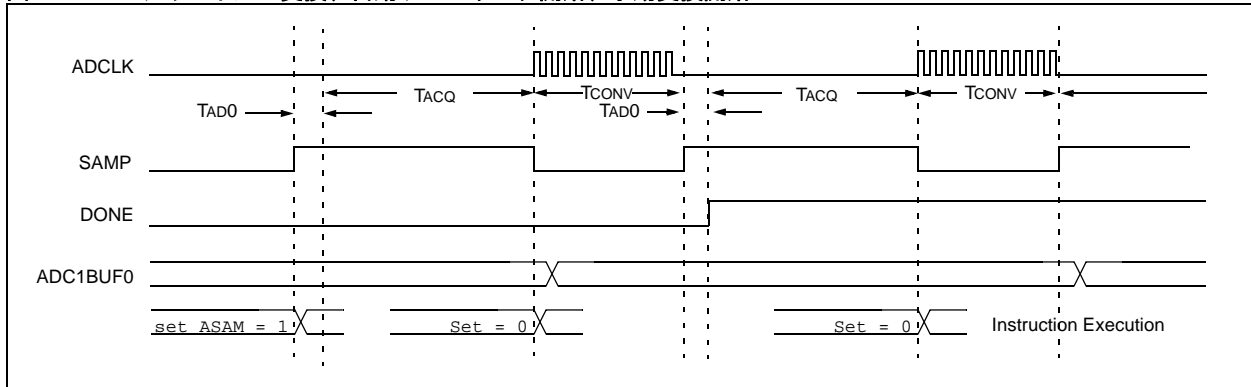 ADCLK
TACQ
TCONV
TACQ
TCONV
TAD0
TAD0
SAMP
DONE
ADC1BUF0
set ASAM = 1
Set = 0
Set = 0
Instruction Execution